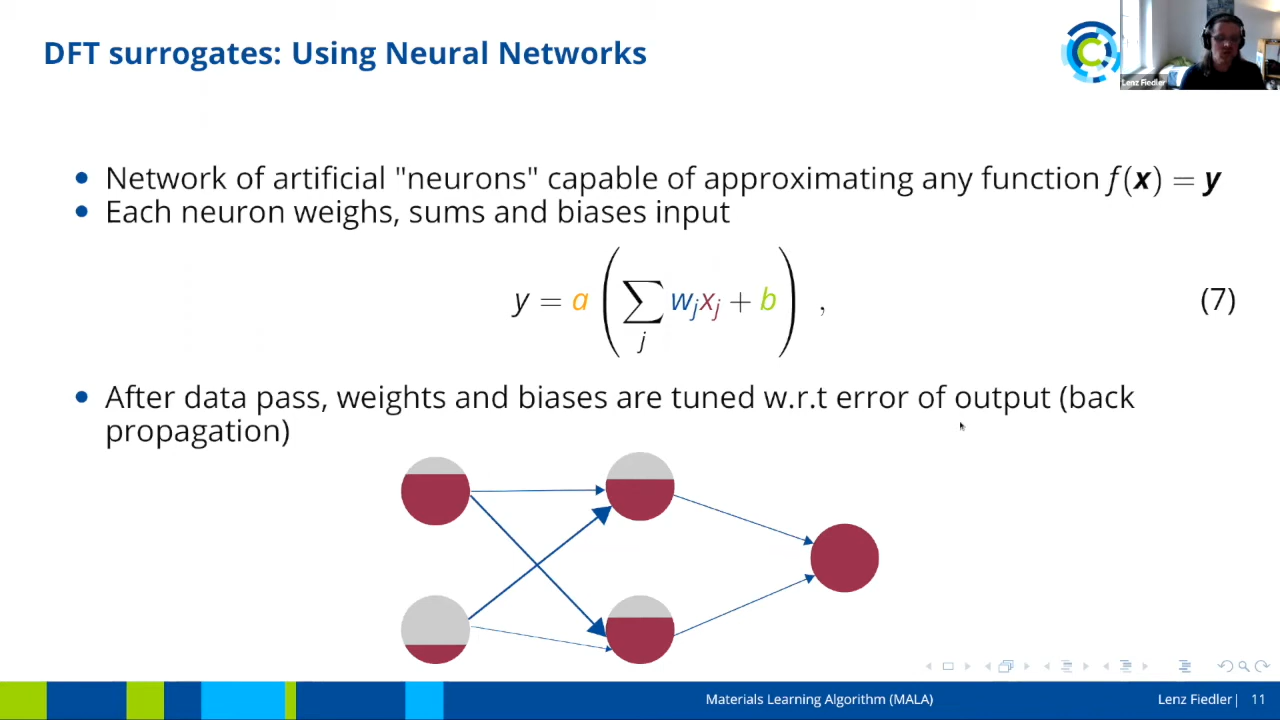 DFT surrogates: Using Neural Networks
Lenz Fiedler
• Network of artificial "neurons" capable of approximating any function f(x) = y
• Each neuron weighs, sums and biases input
y = a ( ∑_j w_j x_j + b ) , (7)
• After data pass, weights and biases are tuned w.r.t error of output (back
propagation)
Materials Learning Algorithm (MALA) Lenz Fiedler| 11